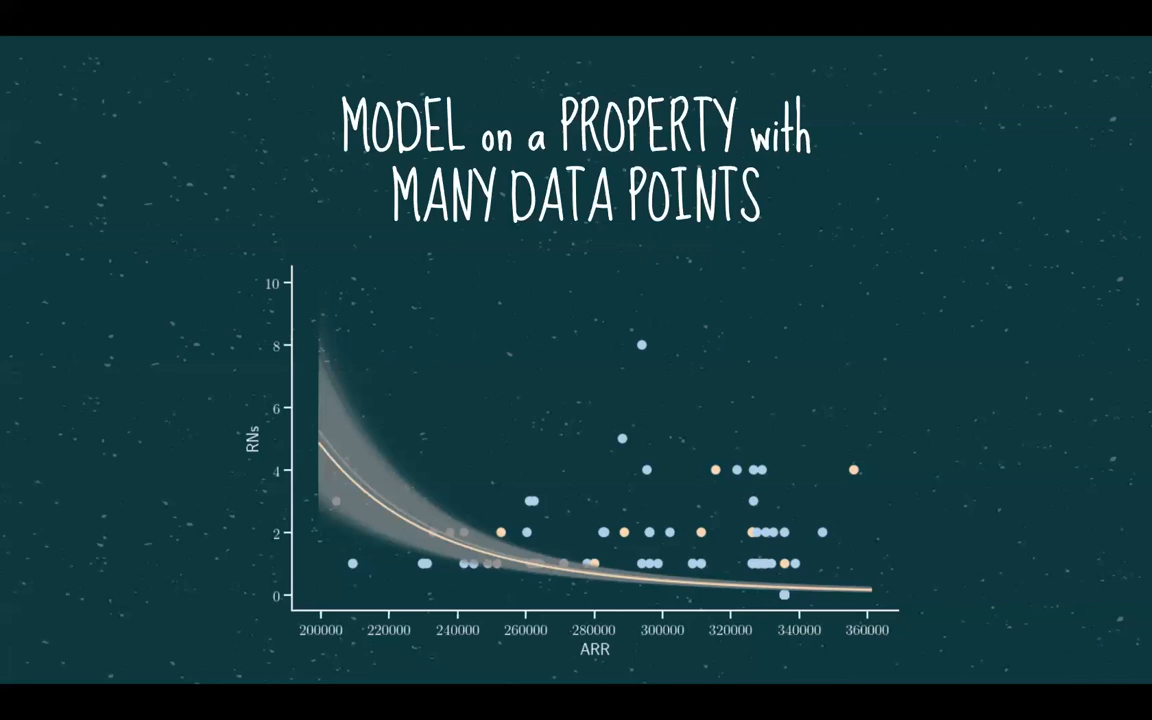 MODEL on a PROPERTY with
MANY DATA POINTS
10
8
6
4
2
0
RNs
200000 220000 240000 260000 280000 300000 320000 340000 360000
ARR